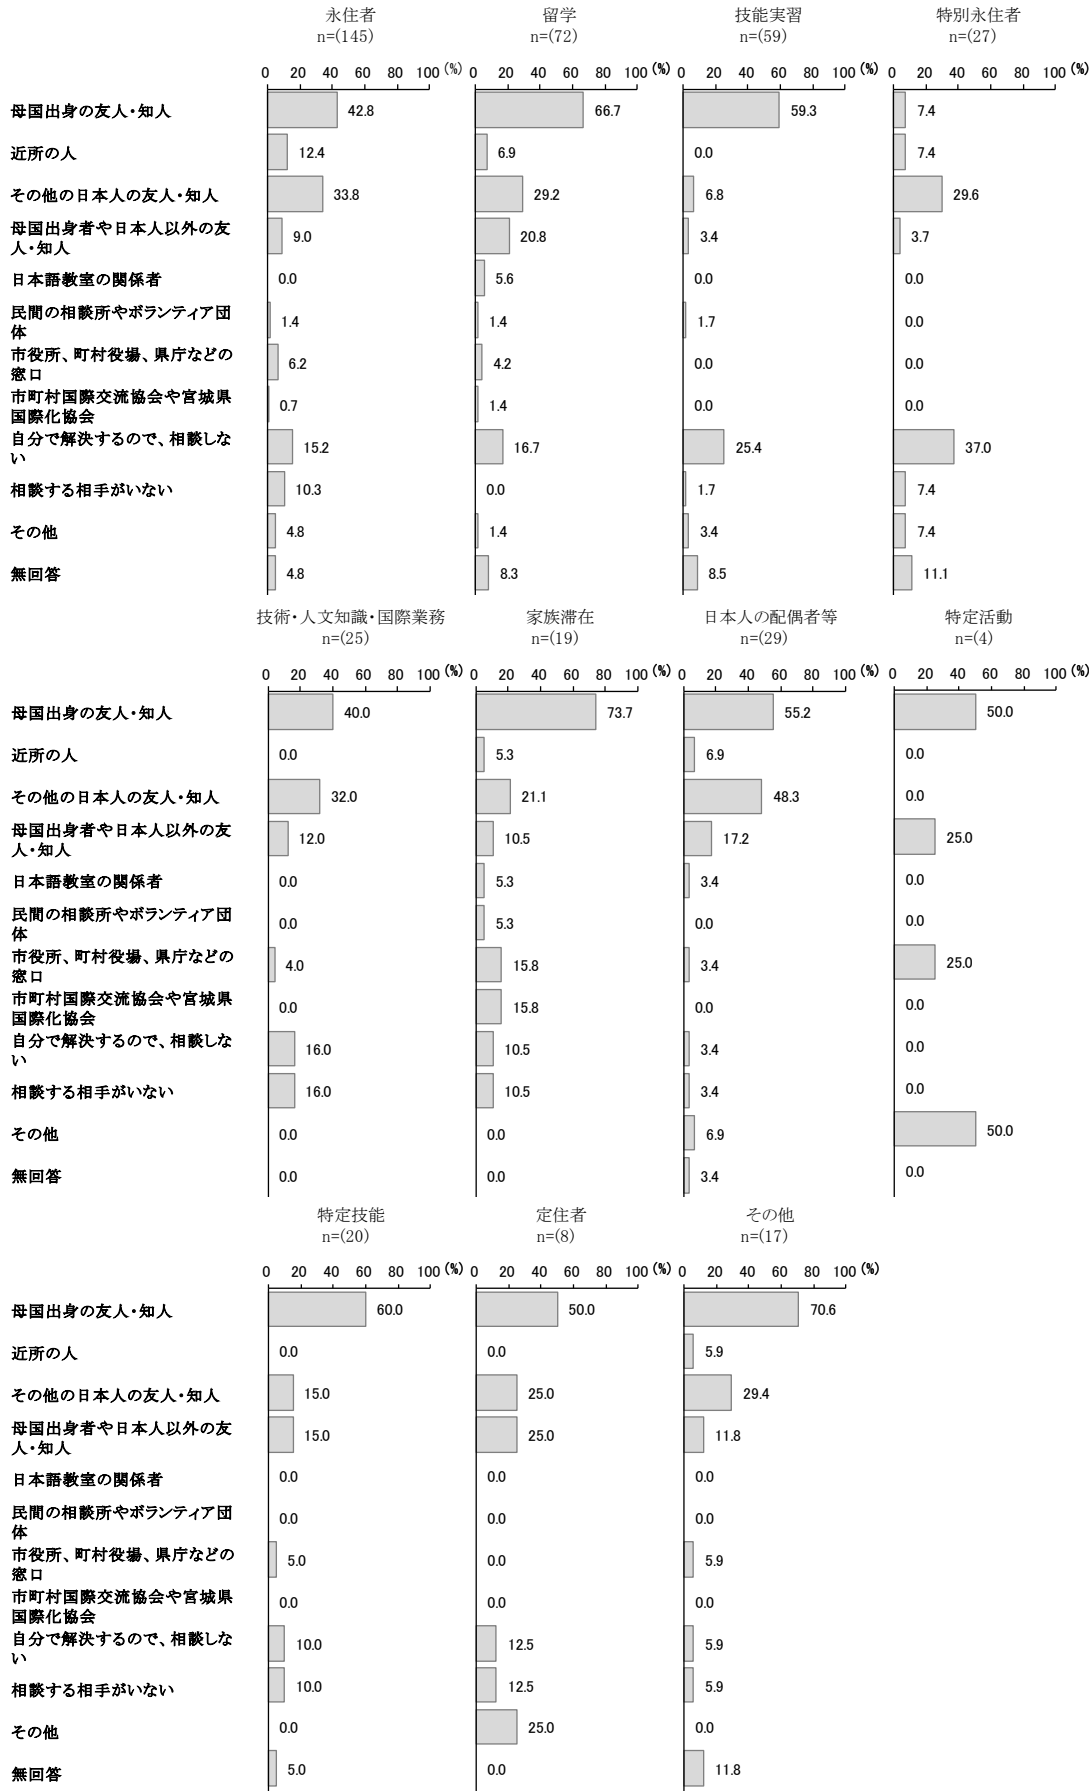 永住者 留学 技能実習 特別永住者
n=(145) n=(72) n=(59) n=(27)
0 20 40 60 80 100 (%) 0 20 40 60 80 100 (%) 0 20 40 60 80 100 (%) 0 20 40 60 80 100 (%)
母国出身の友人・知人 42.8 66.7 59.3 7.4
近所の人 12.4 6.9 0.0 7.4
その他の日本人の友人・知人 33.8 29.2 6.8 29.6
母国出身者や日本人以外の友
人・知人 9.0 20.8 3.4 3.7
日本語教室の関係者 0.0 5.6 0.0 0.0
民間の相談所やボランティア団
体 1.4 1.4 1.7 0.0
市役所、町村役場、県庁などの
窓口 6.2 4.2 0.0 0.0
市町村国際交流協会や宮城県
国際化協会 0.7 1.4 0.0 0.0
自分で解決するので、相談しな
い 15.2 16.7 25.4 37.0
相談する相手がいない 10.3 0.0 1.7 7.4
その他 4.8 1.4 3.4 7.4
無回答 4.8 8.3 8.5 11.1
技術・人文知識・国際業務 家族滞在 日本人の配偶者等 特定活動
n=(25) n=(19) n=(29) n=(4)
0 20 40 60 80 100 (%) 0 20 40 60 80 100 (%) 0 20 40 60 80 100 (%) 0 20 40 60 80 100 (%)
母国出身の友人・知人 40.0 73.7 55.2 50.0
近所の人 0.0 5.3 6.9 0.0
その他の日本人の友人・知人 32.0 21.1 48.3 0.0
母国出身者や日本人以外の友
人・知人 12.0 10.5 17.2 25.0
日本語教室の関係者 0.0 5.3 3.4 0.0
民間の相談所やボランティア団
体 0.0 5.3 0.0 0.0
市役所、町村役場、県庁などの
窓口 4.0 15.8 3.4 25.0
市町村国際交流協会や宮城県
国際化協会 0.0 15.8 0.0 0.0
自分で解決するので、相談しな
い 16.0 10.5 3.4 0.0
相談する相手がいない 16.0 10.5 3.4 0.0
その他 0.0 0.0 6.9 50.0
無回答 0.0 0.0 3.4 0.0
特定技能 定住者 その他
n=(20) n=(8) n=(17)
0 20 40 60 80 100 (%) 0 20 40 60 80 100 (%) 0 20 40 60 80 100 (%)
母国出身の友人・知人 60.0 50.0 70.6
近所の人 0.0 0.0 5.9
その他の日本人の友人・知人 15.0 25.0 29.4
母国出身者や日本人以外の友
人・知人 15.0 25.0 11.8
日本語教室の関係者 0.0 0.0 0.0
民間の相談所やボランティア団
体 0.0 0.0 0.0
市役所、町村役場、県庁などの
窓口 5.0 0.0 5.9
市町村国際交流協会や宮城県
国際化協会 0.0 0.0 0.0
自分で解決するので、相談しな
い 10.0 12.5 5.9
相談する相手がいない 10.0 12.5 5.9
その他 0.0 25.0 0.0
無回答 5.0 0.0 11.8